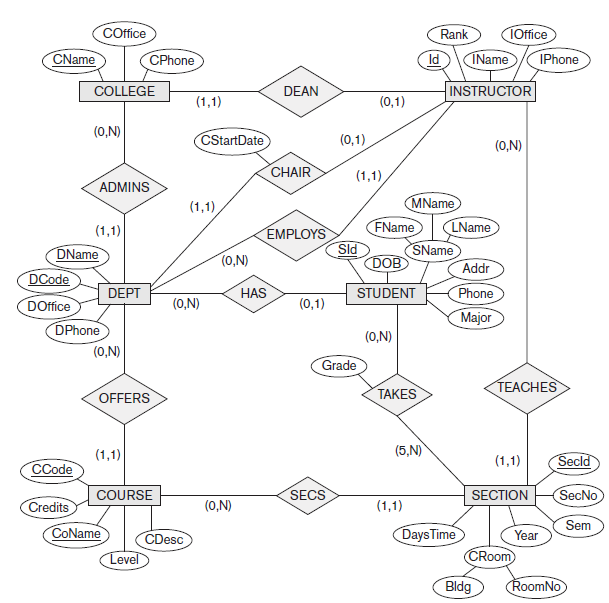 COffice
CName
CPhone
COLLEGE
(1,1)
DEAN
(0,1)
Rank
IOffice
Id
IName
IPhone
INSTRUCTOR
(0,N)
CStartDate
(0,1)
(0,N)
CHAIR
(1,1)
ADMINS
(1,1)
MName
FName
LName
EMPLOYS
SId
SName
(1,1)
(0,N)
DOB
Addr
DName
DCode
DEPT
(0,N)
HAS
(0,1)
STUDENT
Phone
DOffice
Major
DPhone
(0,N)
(0,N)
Grade
OFFERS
TAKES
TEACHES
(1,1)
(5,N)
(1,1)
CCode
SecId
COURSE
(0,N)
SECS
(1,1)
SECTION
SecNo
Credits
Sem
CoName
CDesc
DaysTime
Year
Level
CRoom
Bldg
RoomNo